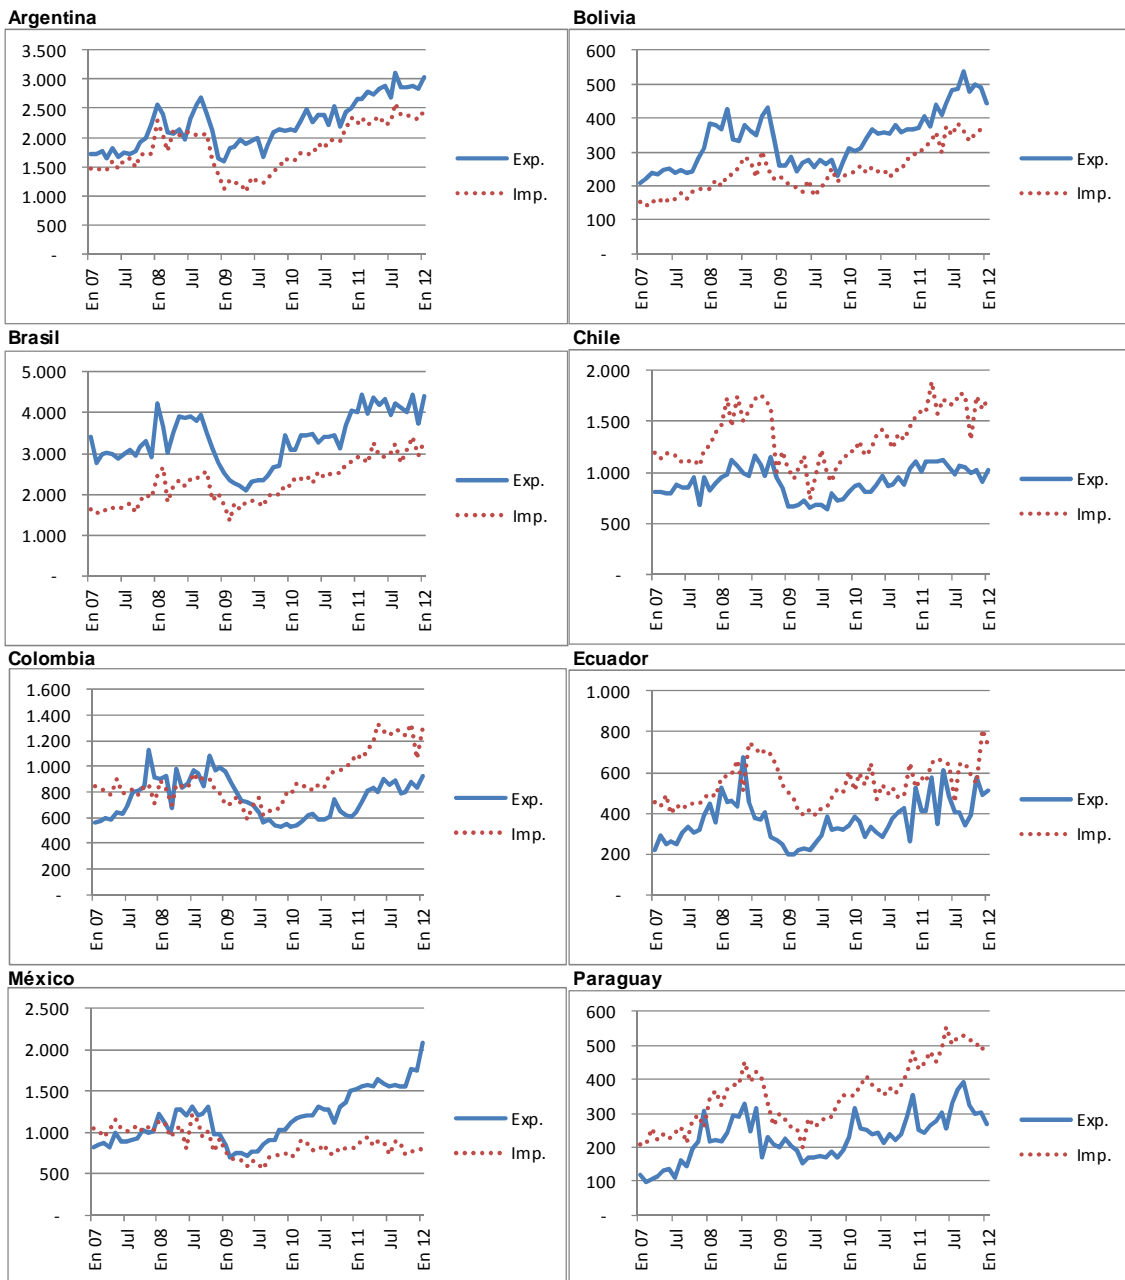 Argentina
3.500
3.000
2.500
2.000
1.500
1.000
500
-
En 07
Jul
En 08
Jul
En 09
Jul
En 10
Jul
En 11
Jul
En 12
Exp.
Imp.
Bolivia
600
500
400
300
200
100
-
En 07
Jul
En 08
Jul
En 09
Jul
En 10
Jul
En 11
Jul
En 12
Exp.
Imp.
Brasil
5.000
4.000
3.000
2.000
1.000
-
En 07
Jul
En 08
Jul
En 09
Jul
En 10
Jul
En 11
Jul
En 12
Exp.
Imp.
Chile
2.000
1.500
1.000
500
-
En 07
Jul
En 08
Jul
En 09
Jul
En 10
Jul
En 11
Jul
En 12
Exp.
Imp.
Colombia
1.600
1.400
1.200
1.000
800
600
400
200
-
En 07
Jul
En 08
Jul
En 09
Jul
En 10
Jul
En 11
Jul
En 12
Exp.
Imp.
Ecuador
1.000
800
600
400
200
-
En 07
Jul
En 08
Jul
En 09
Jul
En 10
Jul
En 11
Jul
En 12
Exp.
Imp.
México
2.500
2.000
1.500
1.000
500
-
En 07
Jul
En 08
Jul
En 09
Jul
En 10
Jul
En 11
Jul
En 12
Exp.
Imp.
Paraguay
600
500
400
300
200
100
-
En 07
Jul
En 08
Jul
En 09
Jul
En 10
Jul
En 11
Jul
En 12
Exp.
Imp.